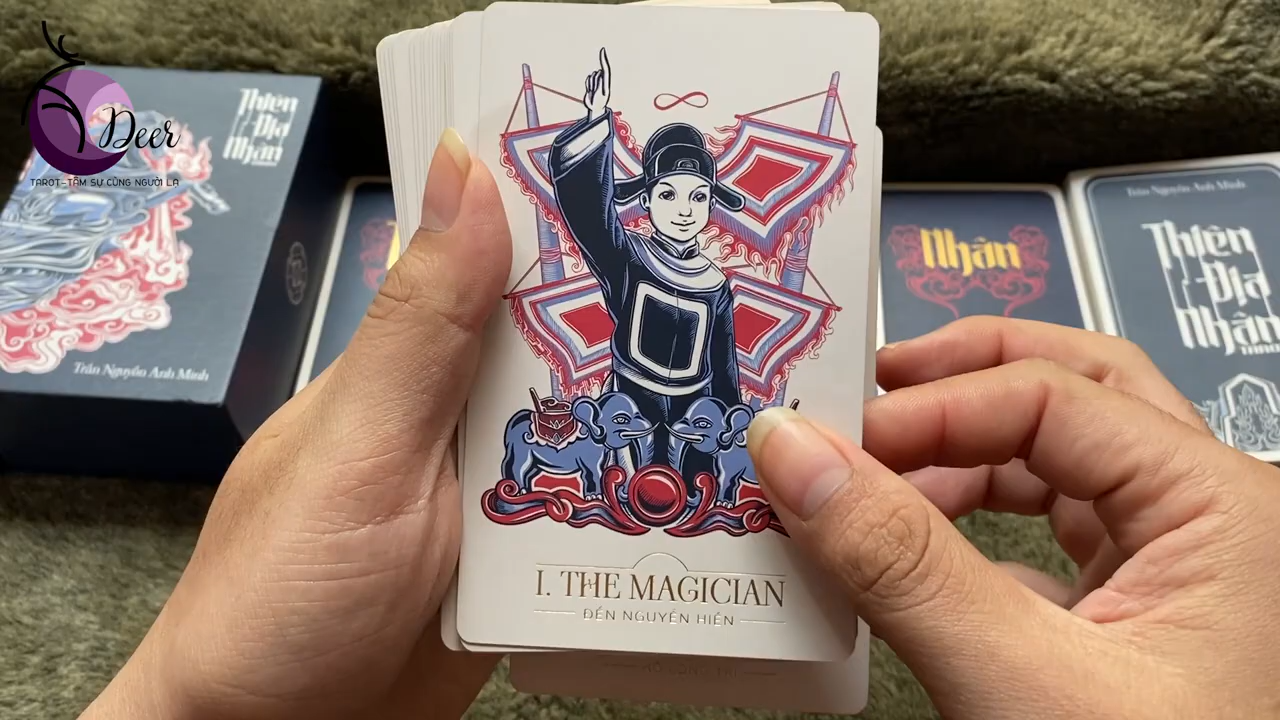 Deer
TAROT-TÂM SỰ CÙNG NGƯỜI LẠ
Thiên
Địa
Nhân
Trần Nguyễn Anh Minh
I. THE MAGICIAN
ĐỀN NGUYỄN HIỀN
Nhân
Trần Nguyễn Anh Minh
Thiên
Địa
Nhân